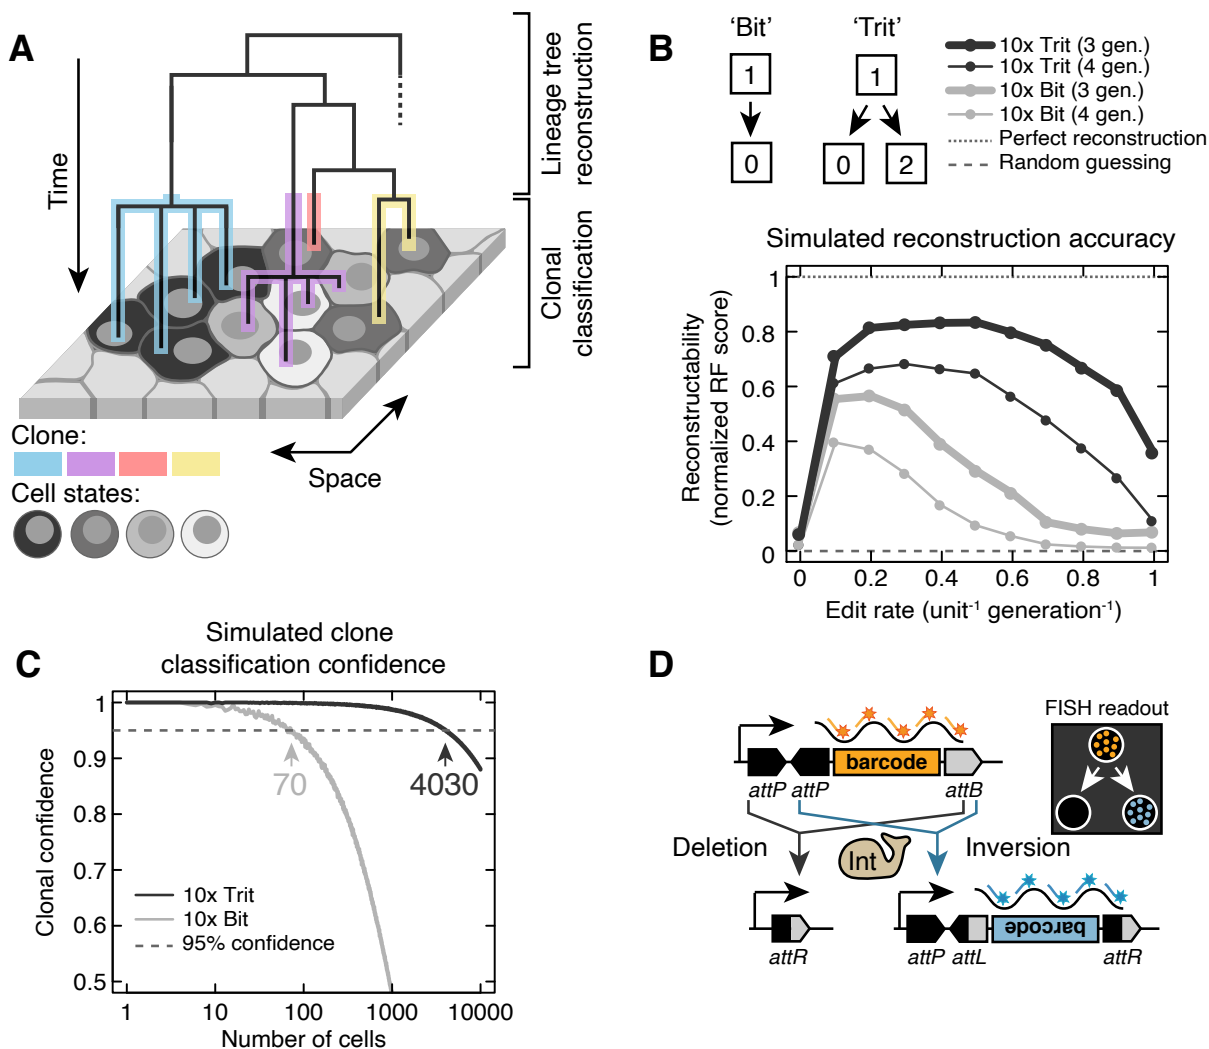 A
Time
Lineage tree
reconstruction
Clonal
classification
Space
Clone:
Cell states:
B
‘Bit’
‘Trit’
1
0
1
0
2
10x Trit (3 gen.)
10x Trit (4 gen.)
10x Bit (3 gen.)
10x Bit (4 gen.)
Perfect reconstruction
Random guessing
Simulated reconstruction accuracy
Reconstructability
(normalized RF score)
1
0.8
0.6
0.4
0.2
0
0
0.2
0.4
0.6
0.8
1
Edit rate (unit⁻¹ generation⁻¹)
C
Simulated clone
classification confidence
Clonal confidence
1
0.9
0.8
0.7
0.6
0.5
70
4030
10x Trit
10x Bit
95% confidence
1
10
100
1000
10000
Number of cells
D
FISH readout
barcode
attP attP
attB
Deletion
Int
Inversion
barcode
attR
attP attL
attR